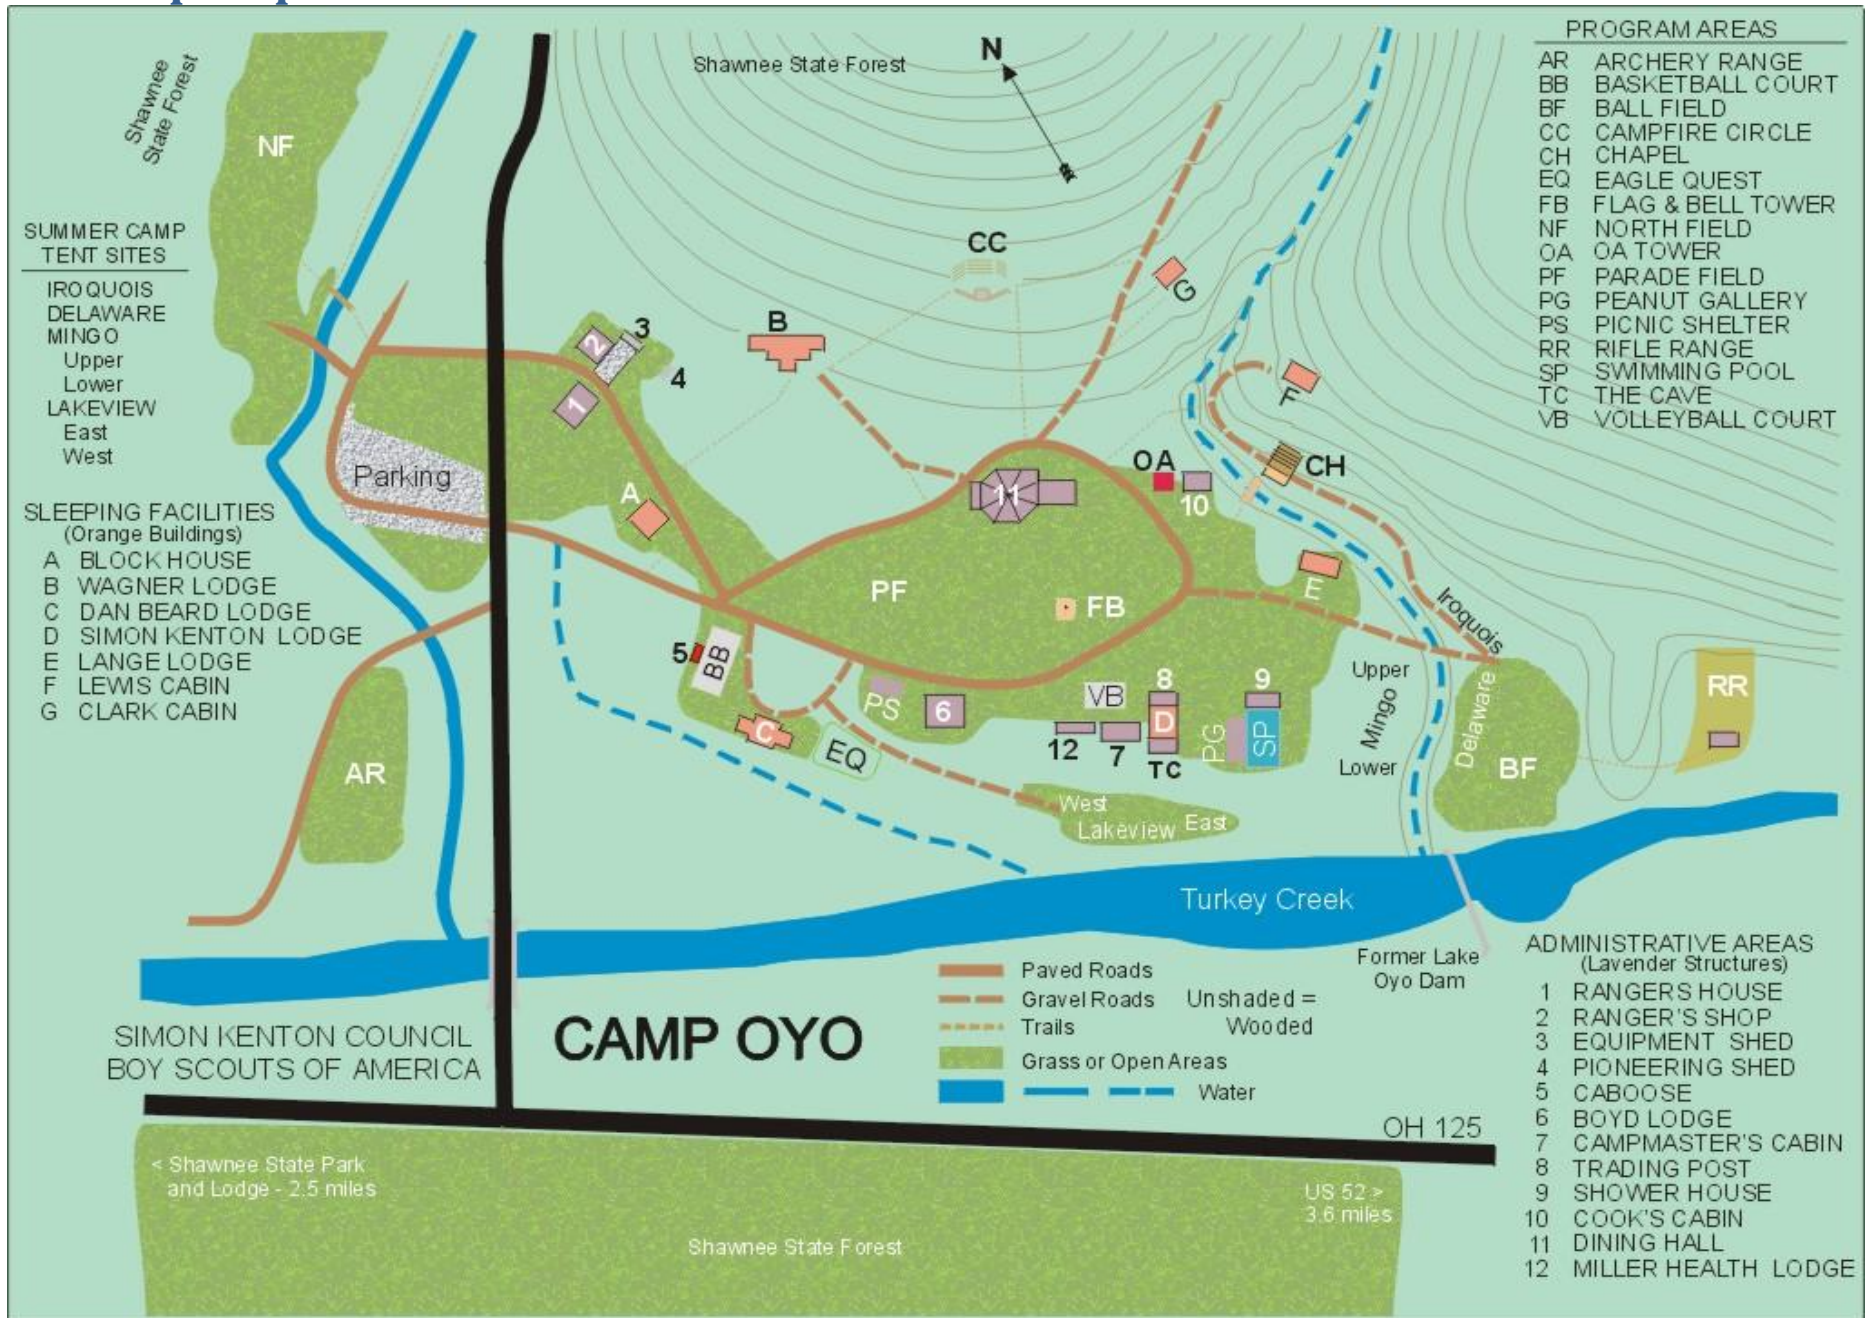 Shawnee
State Forest
NF
Shawnee State Forest
N
PROGRAM AREAS
AR ARCHERY RANGE
BB BASKETBALL COURT
BF BALL FIELD
CC CAMPFIRE CIRCLE
CH CHAPEL
EQ EAGLE QUEST
FB FLAG & BELL TOWER
NF NORTH FIELD
OA OA TOWER
PF PARADE FIELD
PG PEANUT GALLERY
PS PICNIC SHELTER
RR RIFLE RANGE
SP SWIMMING POOL
TC THE CAVE
VB VOLLEYBALL COURT
SUMMER CAMP
TENT SITES
IROQUOIS
DELAWARE
MINGO
Upper
Lower
LAKEVIEW
East
West
SLEEPING FACILITIES
(Orange Buildings)
A BLOCK HOUSE
B WAGNER LODGE
C DAN BEARD LODGE
D SIMON KENTON LODGE
E LANGE LODGE
F LEWIS CABIN
G CLARK CABIN
CC
G
B
3
2
4
1
F
Parking
A
11
OA
10
CH
PF
FB
E
Iroquois
5
BB
C
EQ
PS
6
VB
8
9
12
7
D
TC
PG
SP
Upper
Mingo
Lower
Delaware
BF
RR
AR
West
Lakeview
East
Turkey Creek
Former Lake
Oyo Dam
Paved Roads
Gravel Roads
Trails
Grass or Open Areas
Water
Unshaded =
Wooded
SIMON KENTON COUNCIL
BOY SCOUTS OF AMERICA
CAMP OYO
ADMINISTRATIVE AREAS
(Lavender Structures)
1 RANGERS HOUSE
2 RANGER'S SHOP
3 EQUIPMENT SHED
4 PIONEERING SHED
5 CABOOSE
6 BOYD LODGE
7 CAMPMASTER'S CABIN
8 TRADING POST
9 SHOWER HOUSE
10 COOK'S CABIN
11 DINING HALL
12 MILLER HEALTH LODGE
OH 125
< Shawnee State Park
and Lodge - 2.5 miles
US 52 >
3.6 miles
Shawnee State Forest